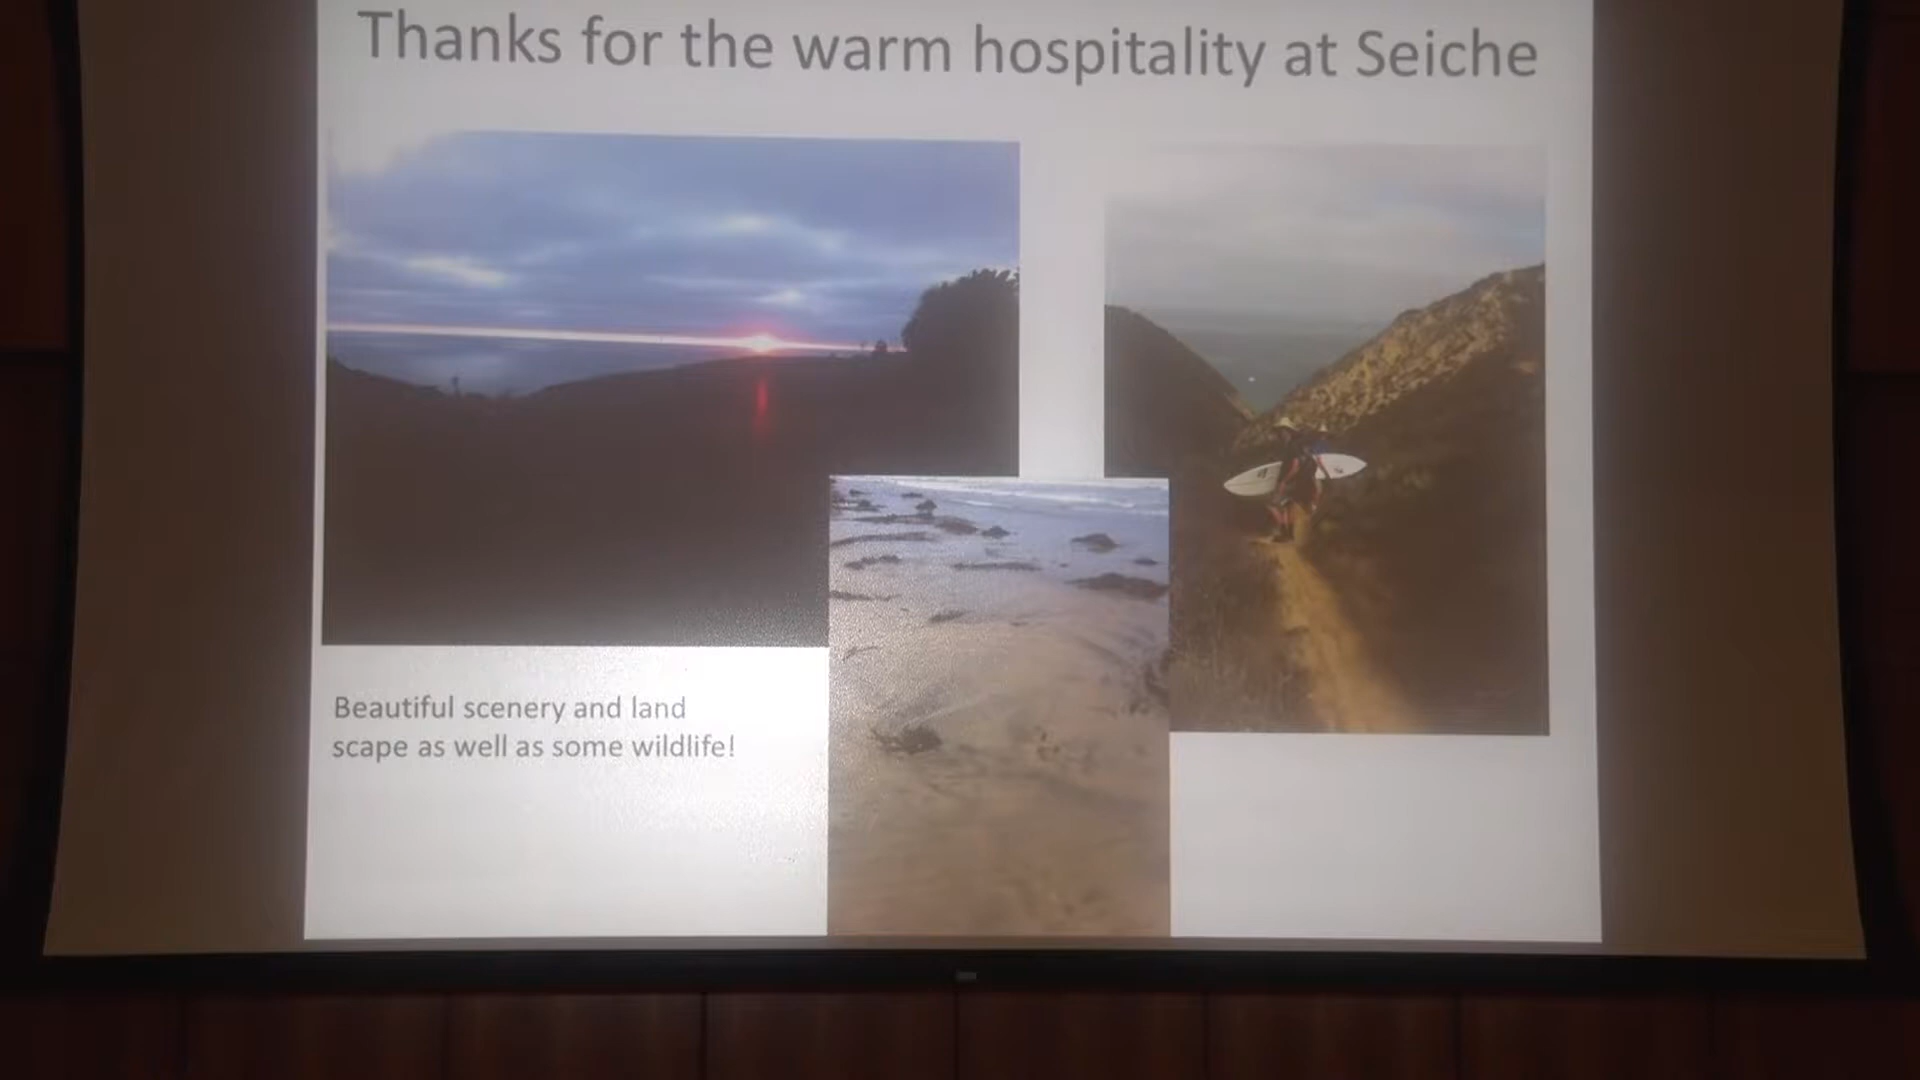 Thanks for the warm hospitality at Seiche
Beautiful scenery and land
scape as well as some wildlife!